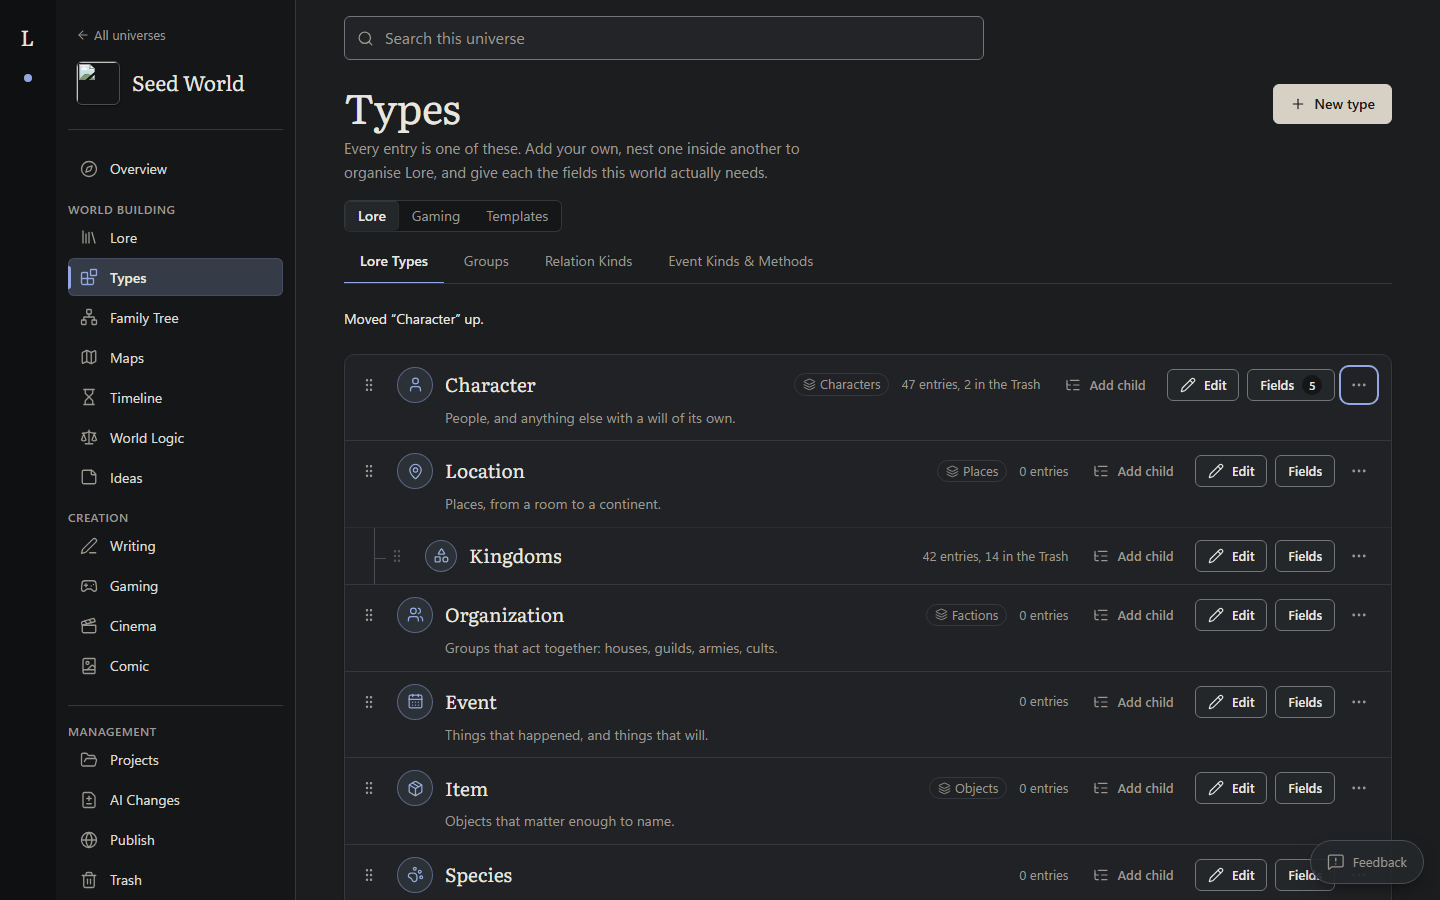 L
All universes
Seed World
Overview
WORLD BUILDING
Lore
Types
Family Tree
Maps
Timeline
World Logic
Ideas
CREATION
Writing
Gaming
Cinema
Comic
MANAGEMENT
Projects
AI Changes
Publish
Trash
Search this universe
Types
New type
Every entry is one of these. Add your own, nest one inside another to
organise Lore, and give each the fields this world actually needs.
Lore Gaming Templates
Lore Types Groups Relation Kinds Event Kinds & Methods
Moved “Character” up.
Character Characters 47 entries, 2 in the Trash Add child Edit Fields 5
People, and anything else with a will of its own.
Location Places 0 entries Add child Edit Fields
Places, from a room to a continent.
Kingdoms 42 entries, 14 in the Trash Add child Edit Fields
Organization Factions 0 entries Add child Edit Fields
Groups that act together: houses, guilds, armies, cults.
Event 0 entries Add child Edit Fields
Things that happened, and things that will.
Item Objects 0 entries Add child Edit Fields
Objects that matter enough to name.
Species 0 entries Add child Edit Fields
Feedback